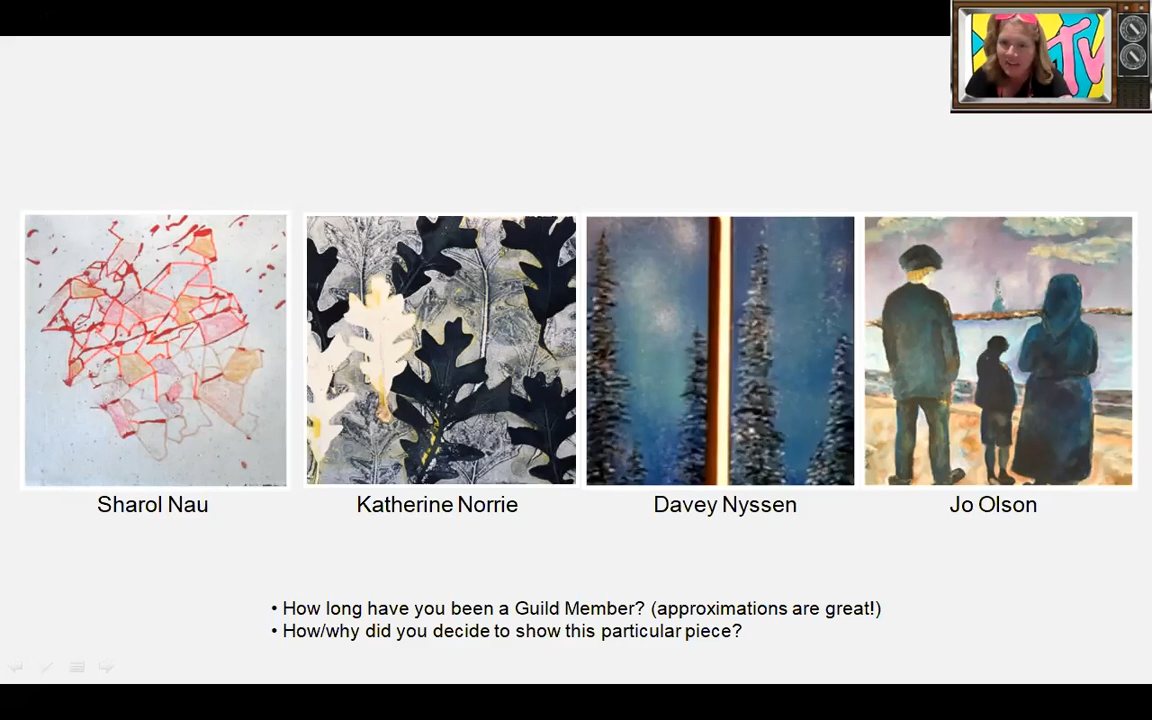 TV
Sharol Nau
Katherine Norrie
Davey Nyssen
Jo Olson
• How long have you been a Guild Member? (approximations are great!)
• How/why did you decide to show this particular piece?